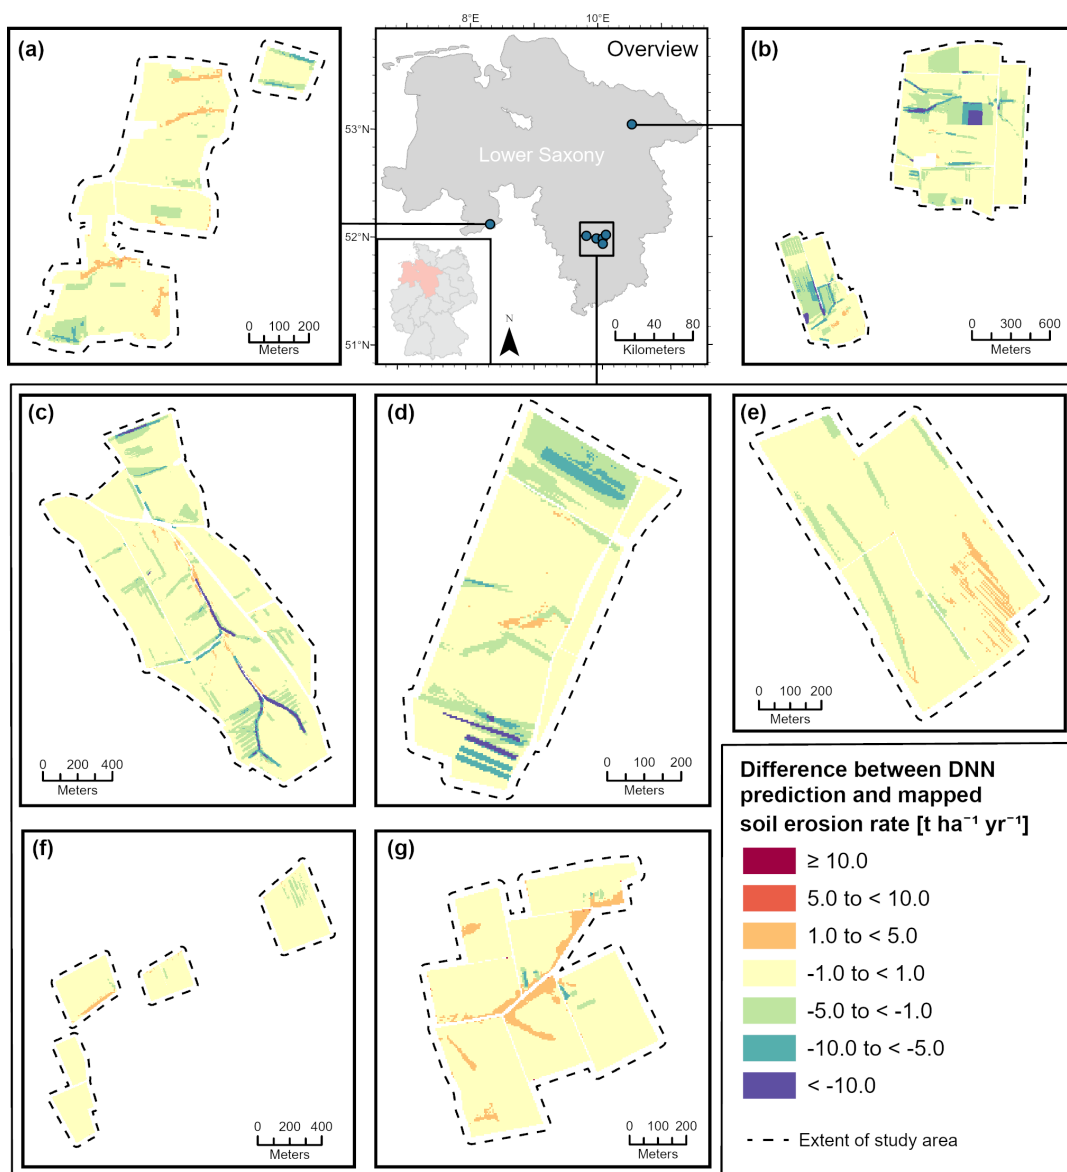 8°E
10°E
12°E
(a)
0 100 200
Meters
Overview
53°N
Lower Saxony
52°N
51°N
N
0 40 80
Kilometers
(b)
0 300 600
Meters
(c)
0 200 400
Meters
(d)
0 100 200
Meters
(e)
0 100 200
Meters
(f)
0 200 400
Meters
(g)
0 100 200
Meters
Difference between DNN
prediction and mapped
soil erosion rate [t ha⁻¹ yr⁻¹]
≥ 10.0
5.0 to < 10.0
1.0 to < 5.0
-1.0 to < 1.0
-5.0 to < -1.0
-10.0 to < -5.0
< -10.0
Extent of study area